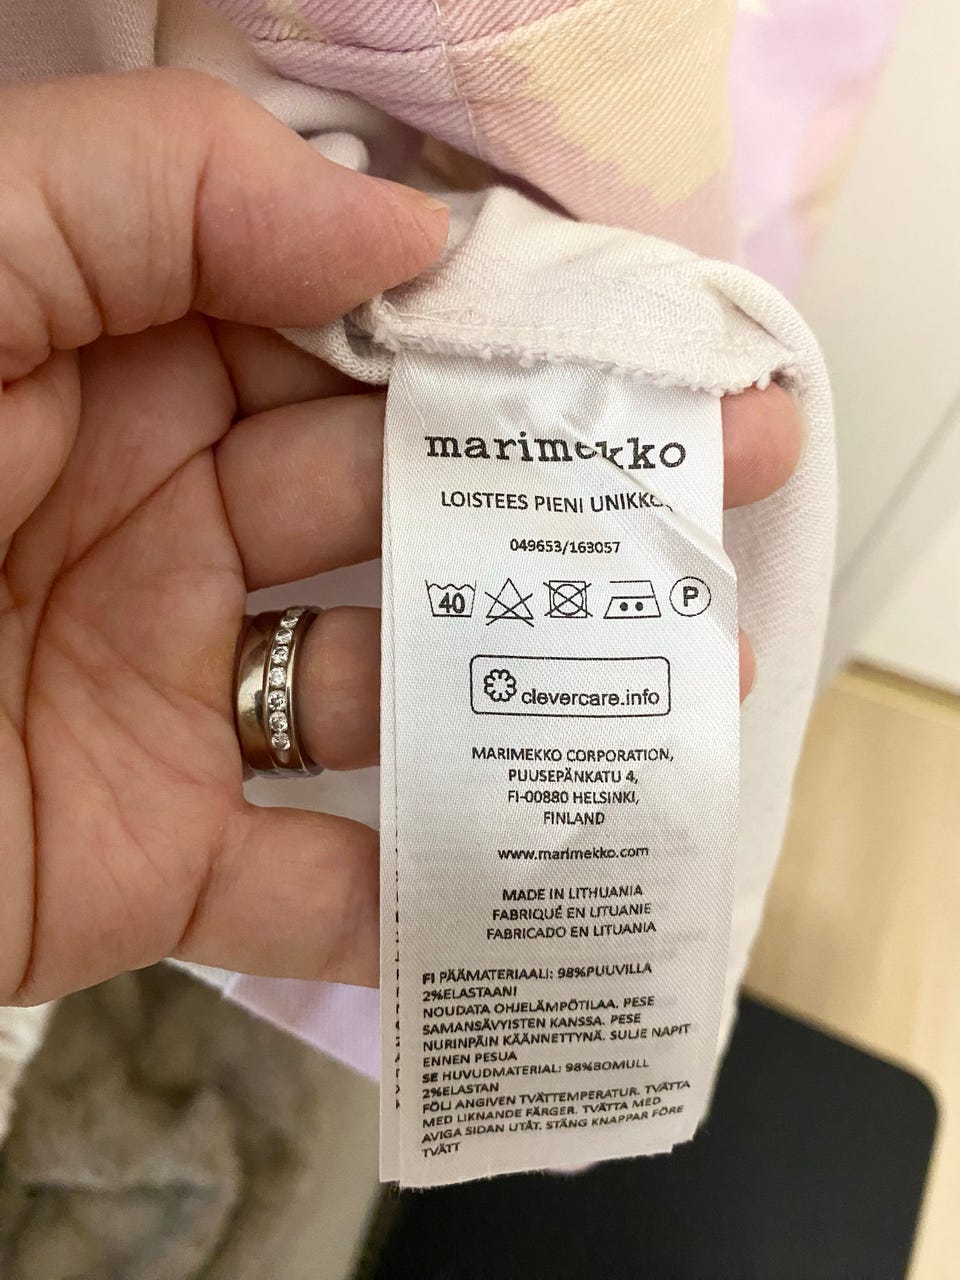 marimekko
LOISTEES PIENI UNIKKO
049653/163057
40
P
clevercare.info
MARIMEKKO CORPORATION,
PUUSEPÄNKATU 4,
FI-00880 HELSINKI,
FINLAND
www.marimekko.com
MADE IN LITHUANIA
FABRIQUÉ EN LITUANIE
FABRICADO EN LITUANIA
FI PÄÄMATERIAALI: 98%PUUVILLA
2%ELASTAANI
NOUDATA OHJELÄMPÖTILAA. PESE
SAMANSÄVYISTEN KANSSA. PESE
NURINPÄIN KÄÄNNETTYNÄ. SULJE NAPIT
ENNEN PESUA
SE HUVUDMATERIAL: 98%BOMULL
2%ELASTAN
FÖLJ ANGIVEN TVÄTTEMPERATUR. TVÄTTA
MED LIKNANDE FÄRGER. TVÄTTA MED
AVIGA SIDAN UTÅT. STÄNG KNAPPAR FÖRE
TVÄTT